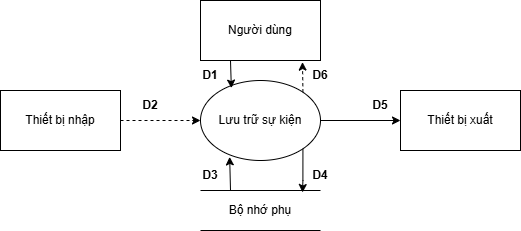 Người dùng
D1
D6
Thiết bị nhập
D2
Lưu trữ sự kiện
D5
Thiết bị xuất
D3
D4
Bộ nhớ phụ